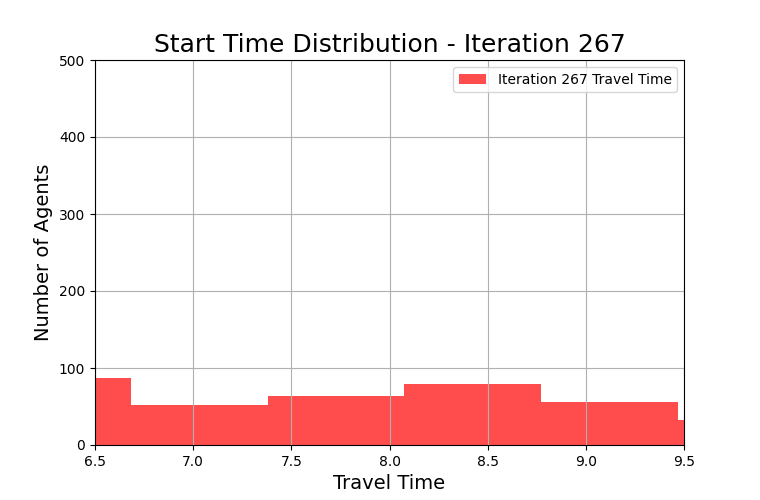 Start Time Distribution - Iteration 267
Iteration 267 Travel Time
Number of Agents
500
400
300
200
100
0
6.5 7.0 7.5 8.0 8.5 9.0 9.5
Travel Time